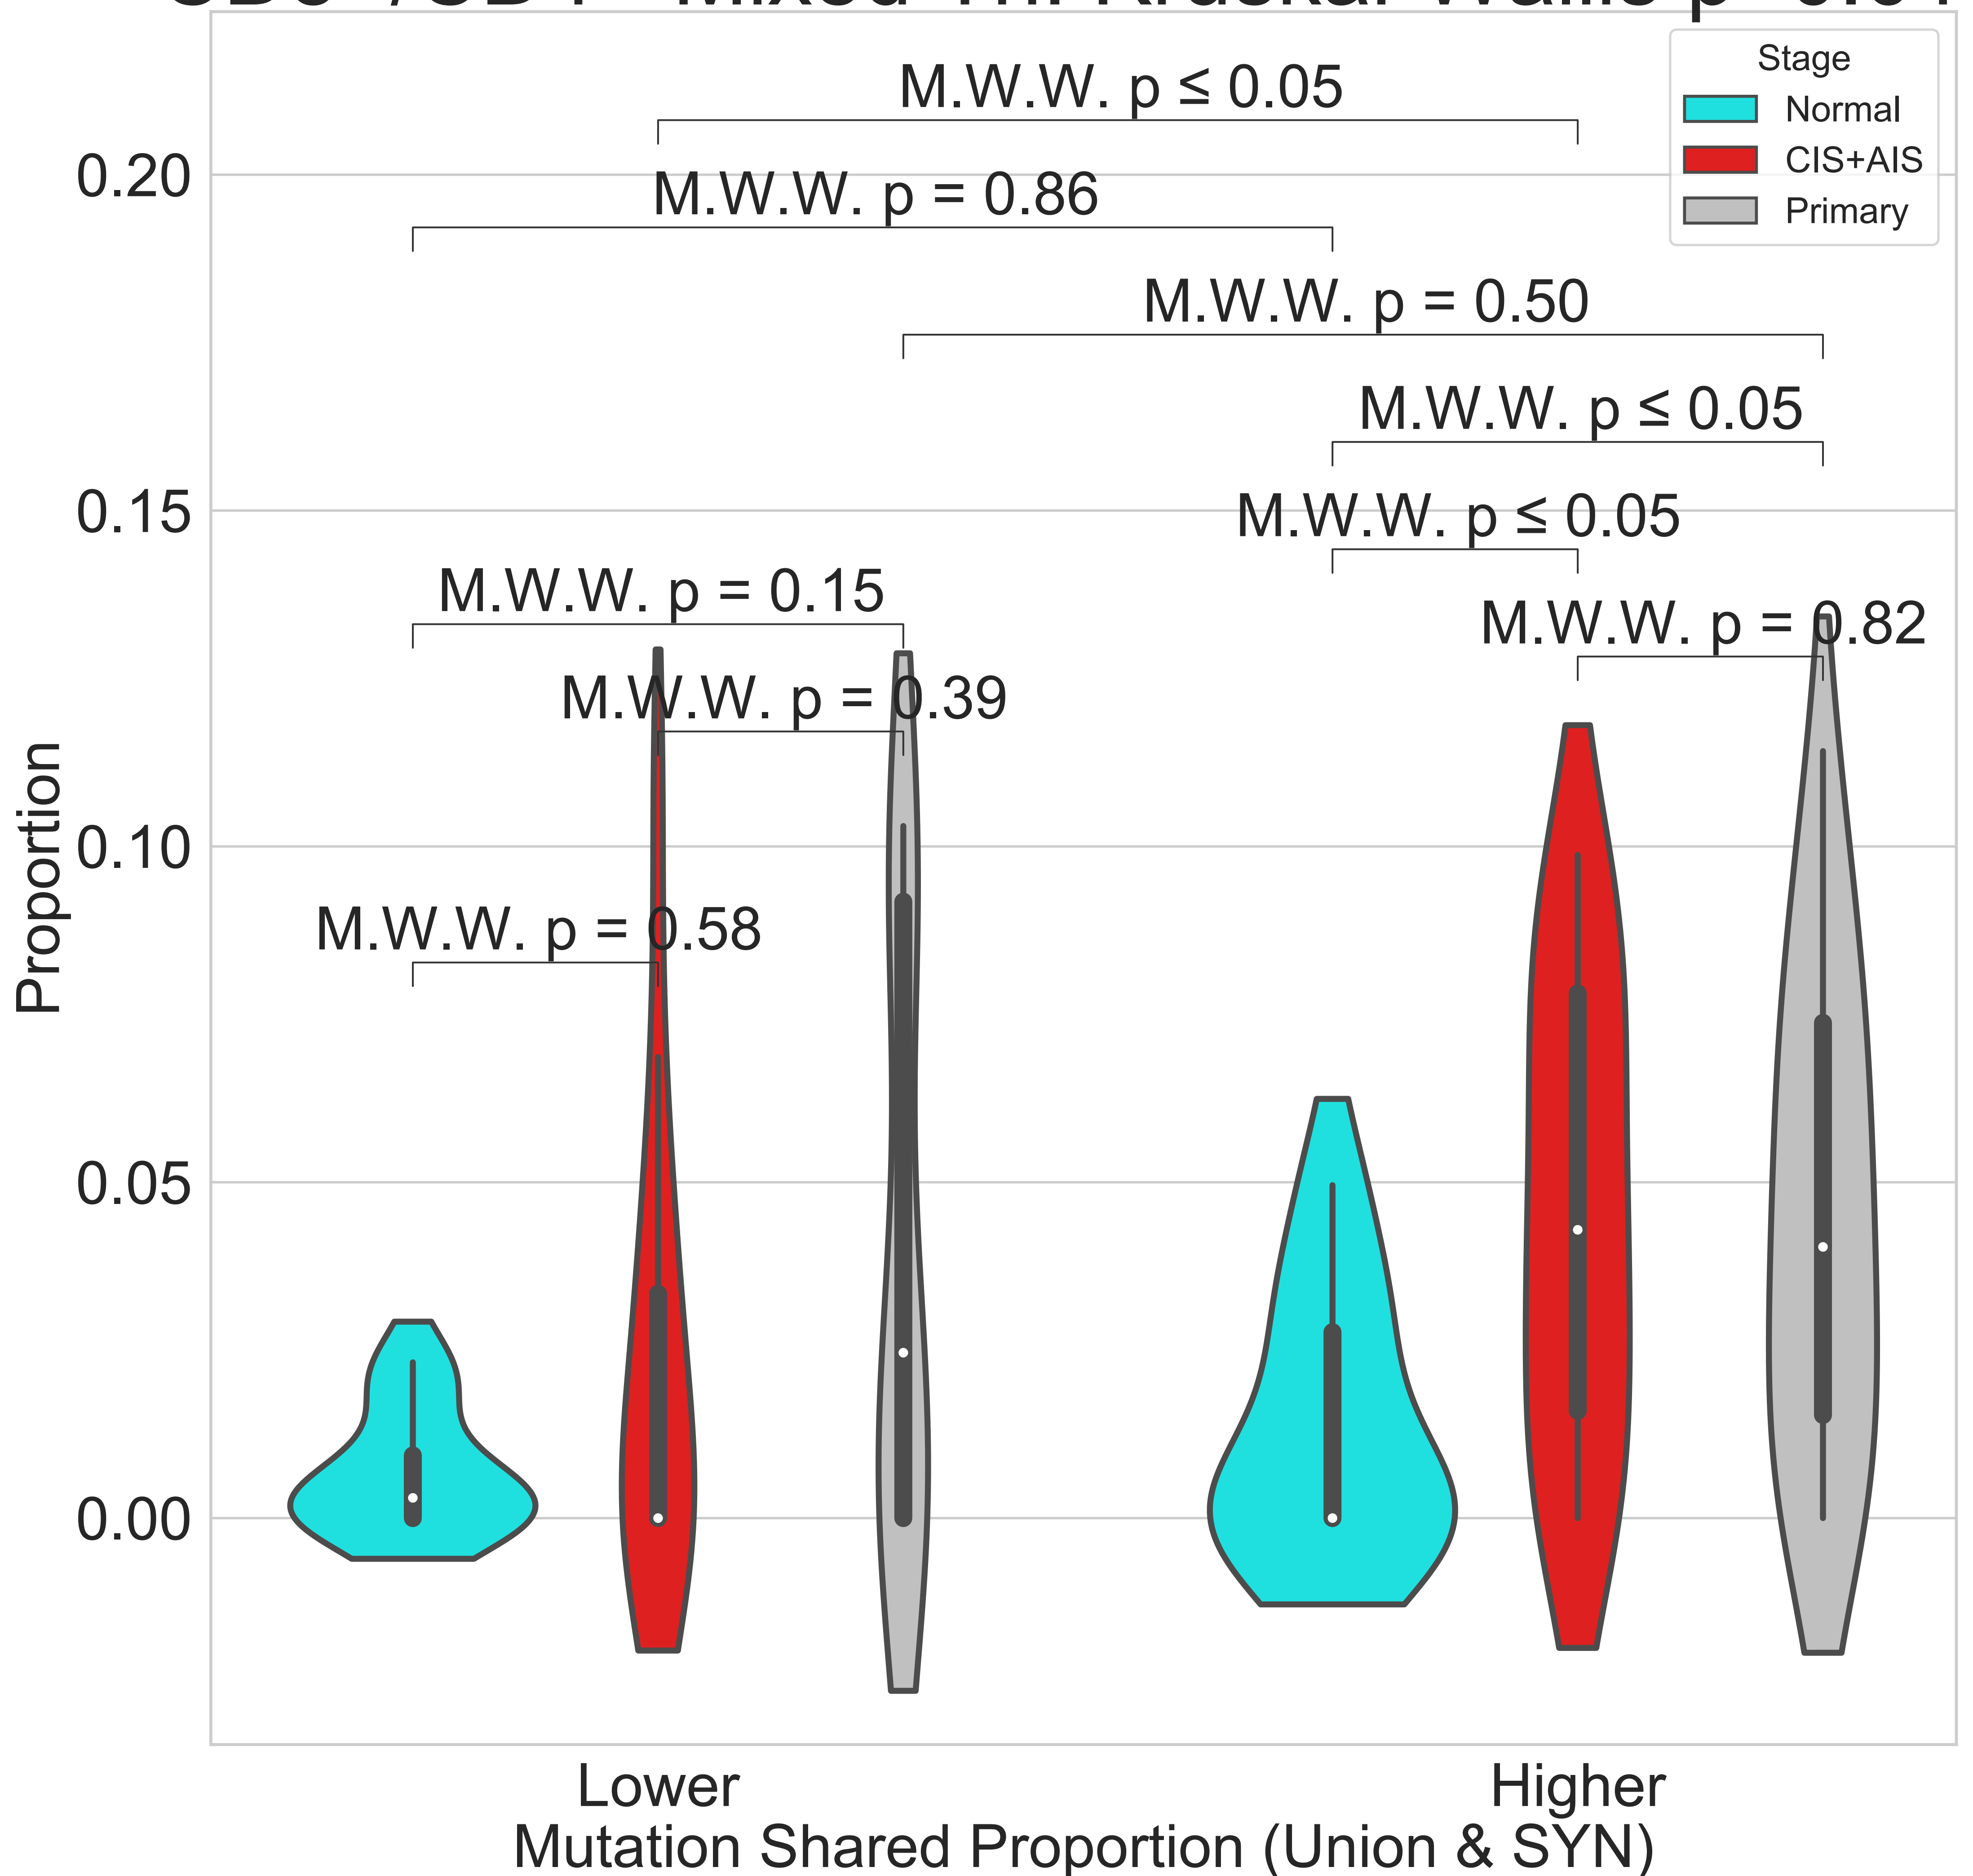 Stage
Normal
CIS+AIS
Primary
M.W.W. p ≤ 0.05
M.W.W. p = 0.86
M.W.W. p = 0.50
M.W.W. p ≤ 0.05
M.W.W. p ≤ 0.05
M.W.W. p = 0.15
M.W.W. p = 0.82
M.W.W. p = 0.39
M.W.W. p = 0.58
0.20
0.15
0.10
0.05
0.00
Proportion
Lower
Higher
Mutation Shared Proportion (Union & SYN)